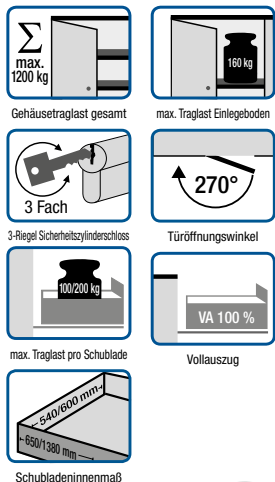 Σ
max.
1200 kg
160 kg
Gehäusetraglast gesamt
max. Traglast Einlegeboden
3 Fach
270°
3-Riegel Sicherheitszylinderschloss
Türöffnungswinkel
100/200 kg
VA 100 %
max. Traglast pro Schublade
Vollauszug
540/600 mm
650/1380 mm
Schubladeninnenmaß